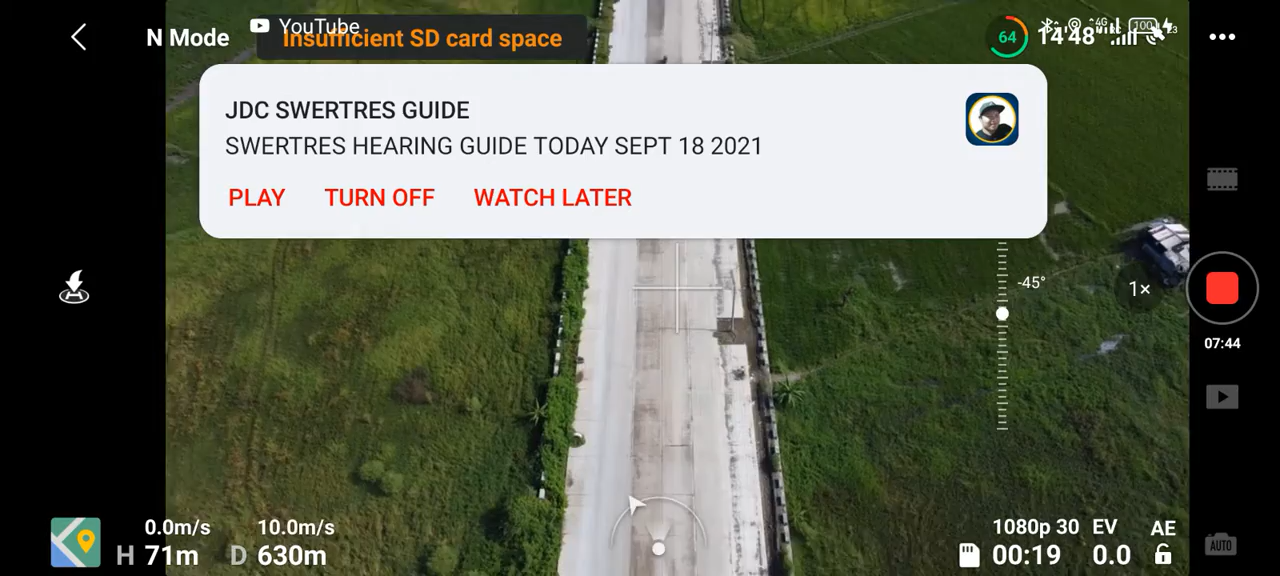 YouTube
N Mode
Insufficient SD card space
64
14'48"
100
JDC SWERTRES GUIDE
SWERTRES HEARING GUIDE TODAY SEPT 18 2021
PLAY TURN OFF WATCH LATER
-45°
1×
07:44
0.0m/s 10.0m/s
H 71m D 630m
1080p 30 EV AE
00:19 0.0
AUTO